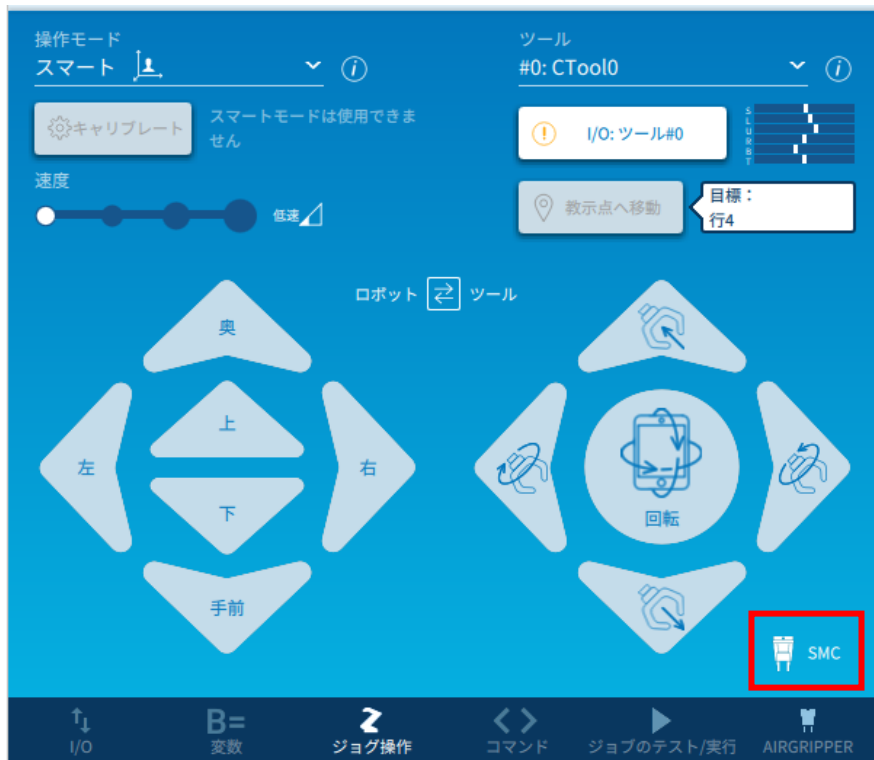 操作モード
スマート
ツール
#0: CTool0
キャリブレート
スマートモードは使用できま
せん
I/O: ツール#0
S
L
U
R
B
T
速度
低速
教示点へ移動
目標：
行4
ロボット
ツール
奥
上
左
右
下
手前
回転
SMC
I/O
B=
変数
ジョグ操作
コマンド
ジョブのテスト/実行
AIRGRIPPER